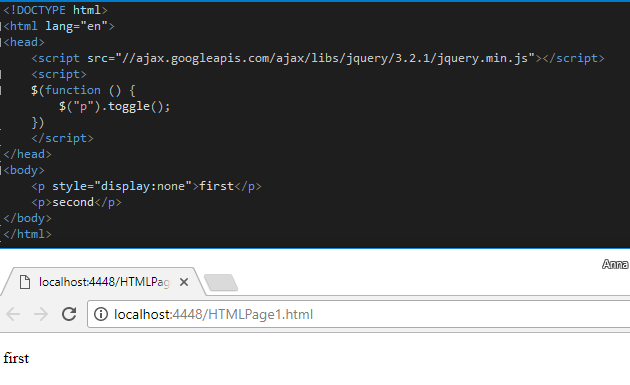 <!DOCTYPE html>
<html lang="en">
<head>
    <script src="//ajax.googleapis.com/ajax/libs/jquery/3.2.1/jquery.min.js"></script>
    <script>
    $(function () {
        $("p").toggle();
    })
    </script>
</head>
<body>
    <p style="display:none">first</p>
    <p>second</p>
</body>
</html>
Anna
localhost:4448/HTMLPag
localhost:4448/HTMLPage1.html
first